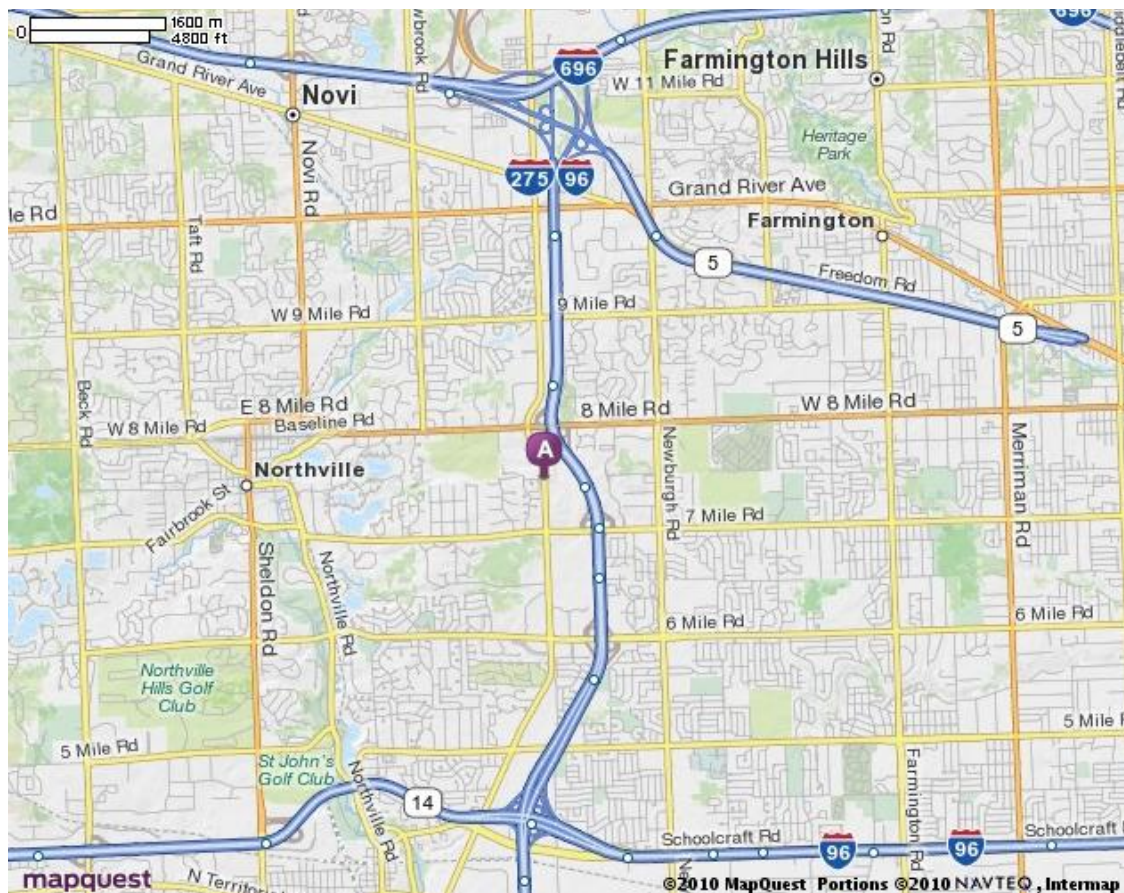 0
1600 m
4800 ft
696
696
Farmington Hills
W 11 Mile Rd
Grand River Ave
Novi
Novi Rd
Heritage
Park
275
96
Grand River Ave
le Rd
Taft Rd
Farmington
5
Freedom Rd
9 Mile Rd
W 9 Mile Rd
5
Beck Rd
E 8 Mile Rd
8 Mile Rd
W 8 Mile Rd
W 8 Mile Rd
Baseline Rd
A
Northville
Newburgh Rd
Merriman Rd
Fairbrook St
7 Mile Rd
Sheldon Rd
Northville Rd
6 Mile Rd
6 Mile Rd
Northville
Hills Golf
Club
5 Mile Rd
5 Mile R
St John's
Golf Club
Northville Rd
14
Farmington Rd
Schoolcraft Rd
Schoolcraft
96
96
mapquest
N Territori
Ne
©2010 MapQuest Portions ©2010 NAVTEQ, Intermap